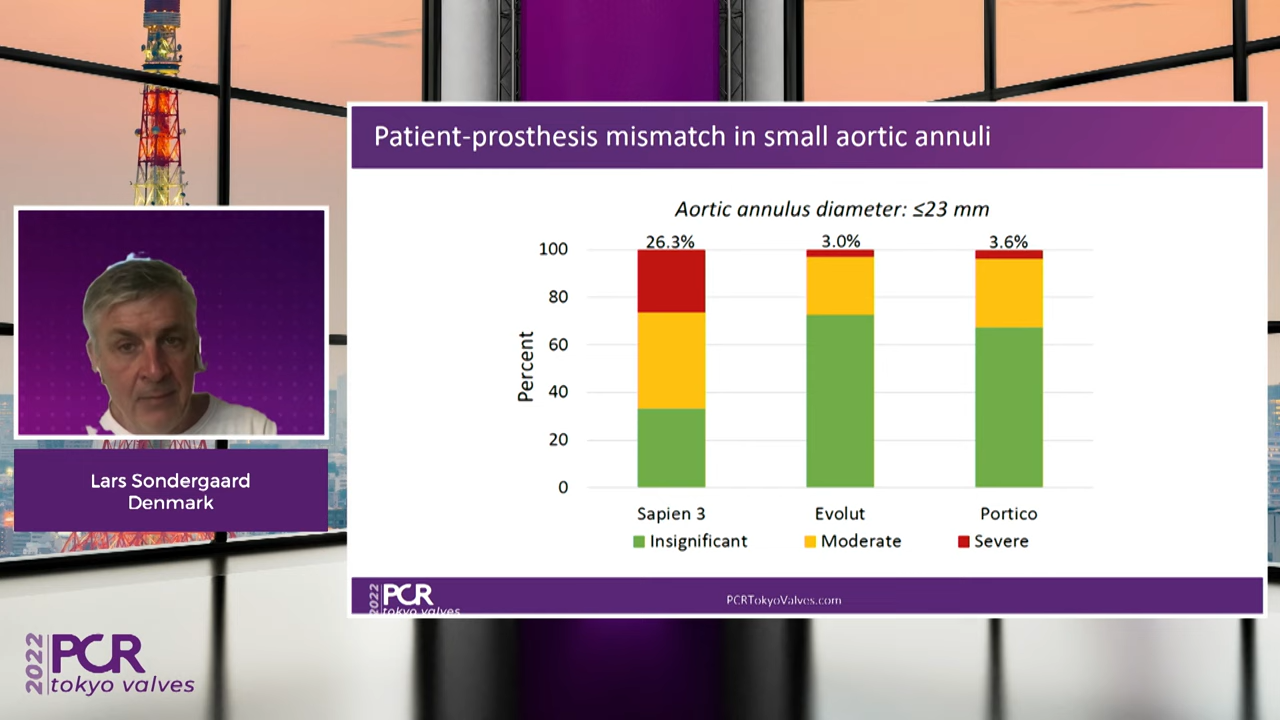 Patient-prosthesis mismatch in small aortic annuli
Aortic annulus diameter: ≤23 mm
26.3%
3.0%
3.6%
Percent
100
80
60
40
20
0
Sapien 3
Evolut
Portico
Insignificant
Moderate
Severe
2022
PCR
tokyo valves
PCRTokyoValves.com
Lars Sondergaard
Denmark
2022
PCR
tokyo valves